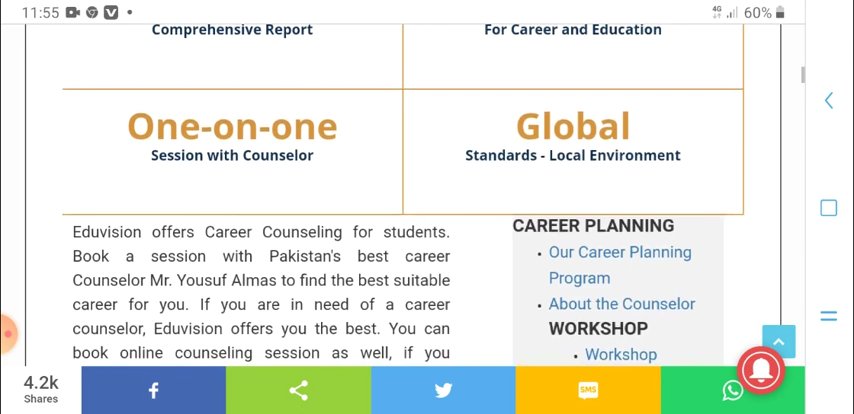 11:55
4G
60%
Comprehensive Report
For Career and Education
One-on-one
Session with Counselor
Global
Standards - Local Environment
Eduvision offers Career Counseling for students.
Book a session with Pakistan's best career
Counselor Mr. Yousuf Almas to find the best suitable
career for you. If you are in need of a career
counselor, Eduvision offers you the best. You can
book online counseling session as well, if you
CAREER PLANNING
• Our Career Planning
Program
• About the Counselor
WORKSHOP
• Workshop
4.2k
Shares
SMS